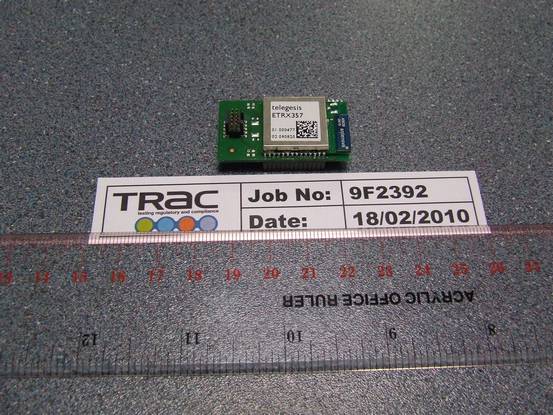 telegesis
ETRX357
TRaC
testing regulatory and compliance
Job No: 9F2392
Date: 18/02/2010
15 16 17 18 19 20 21 22 23 24 25 26
ACRYLIC OFFICE RULER
12 11 10 9 8